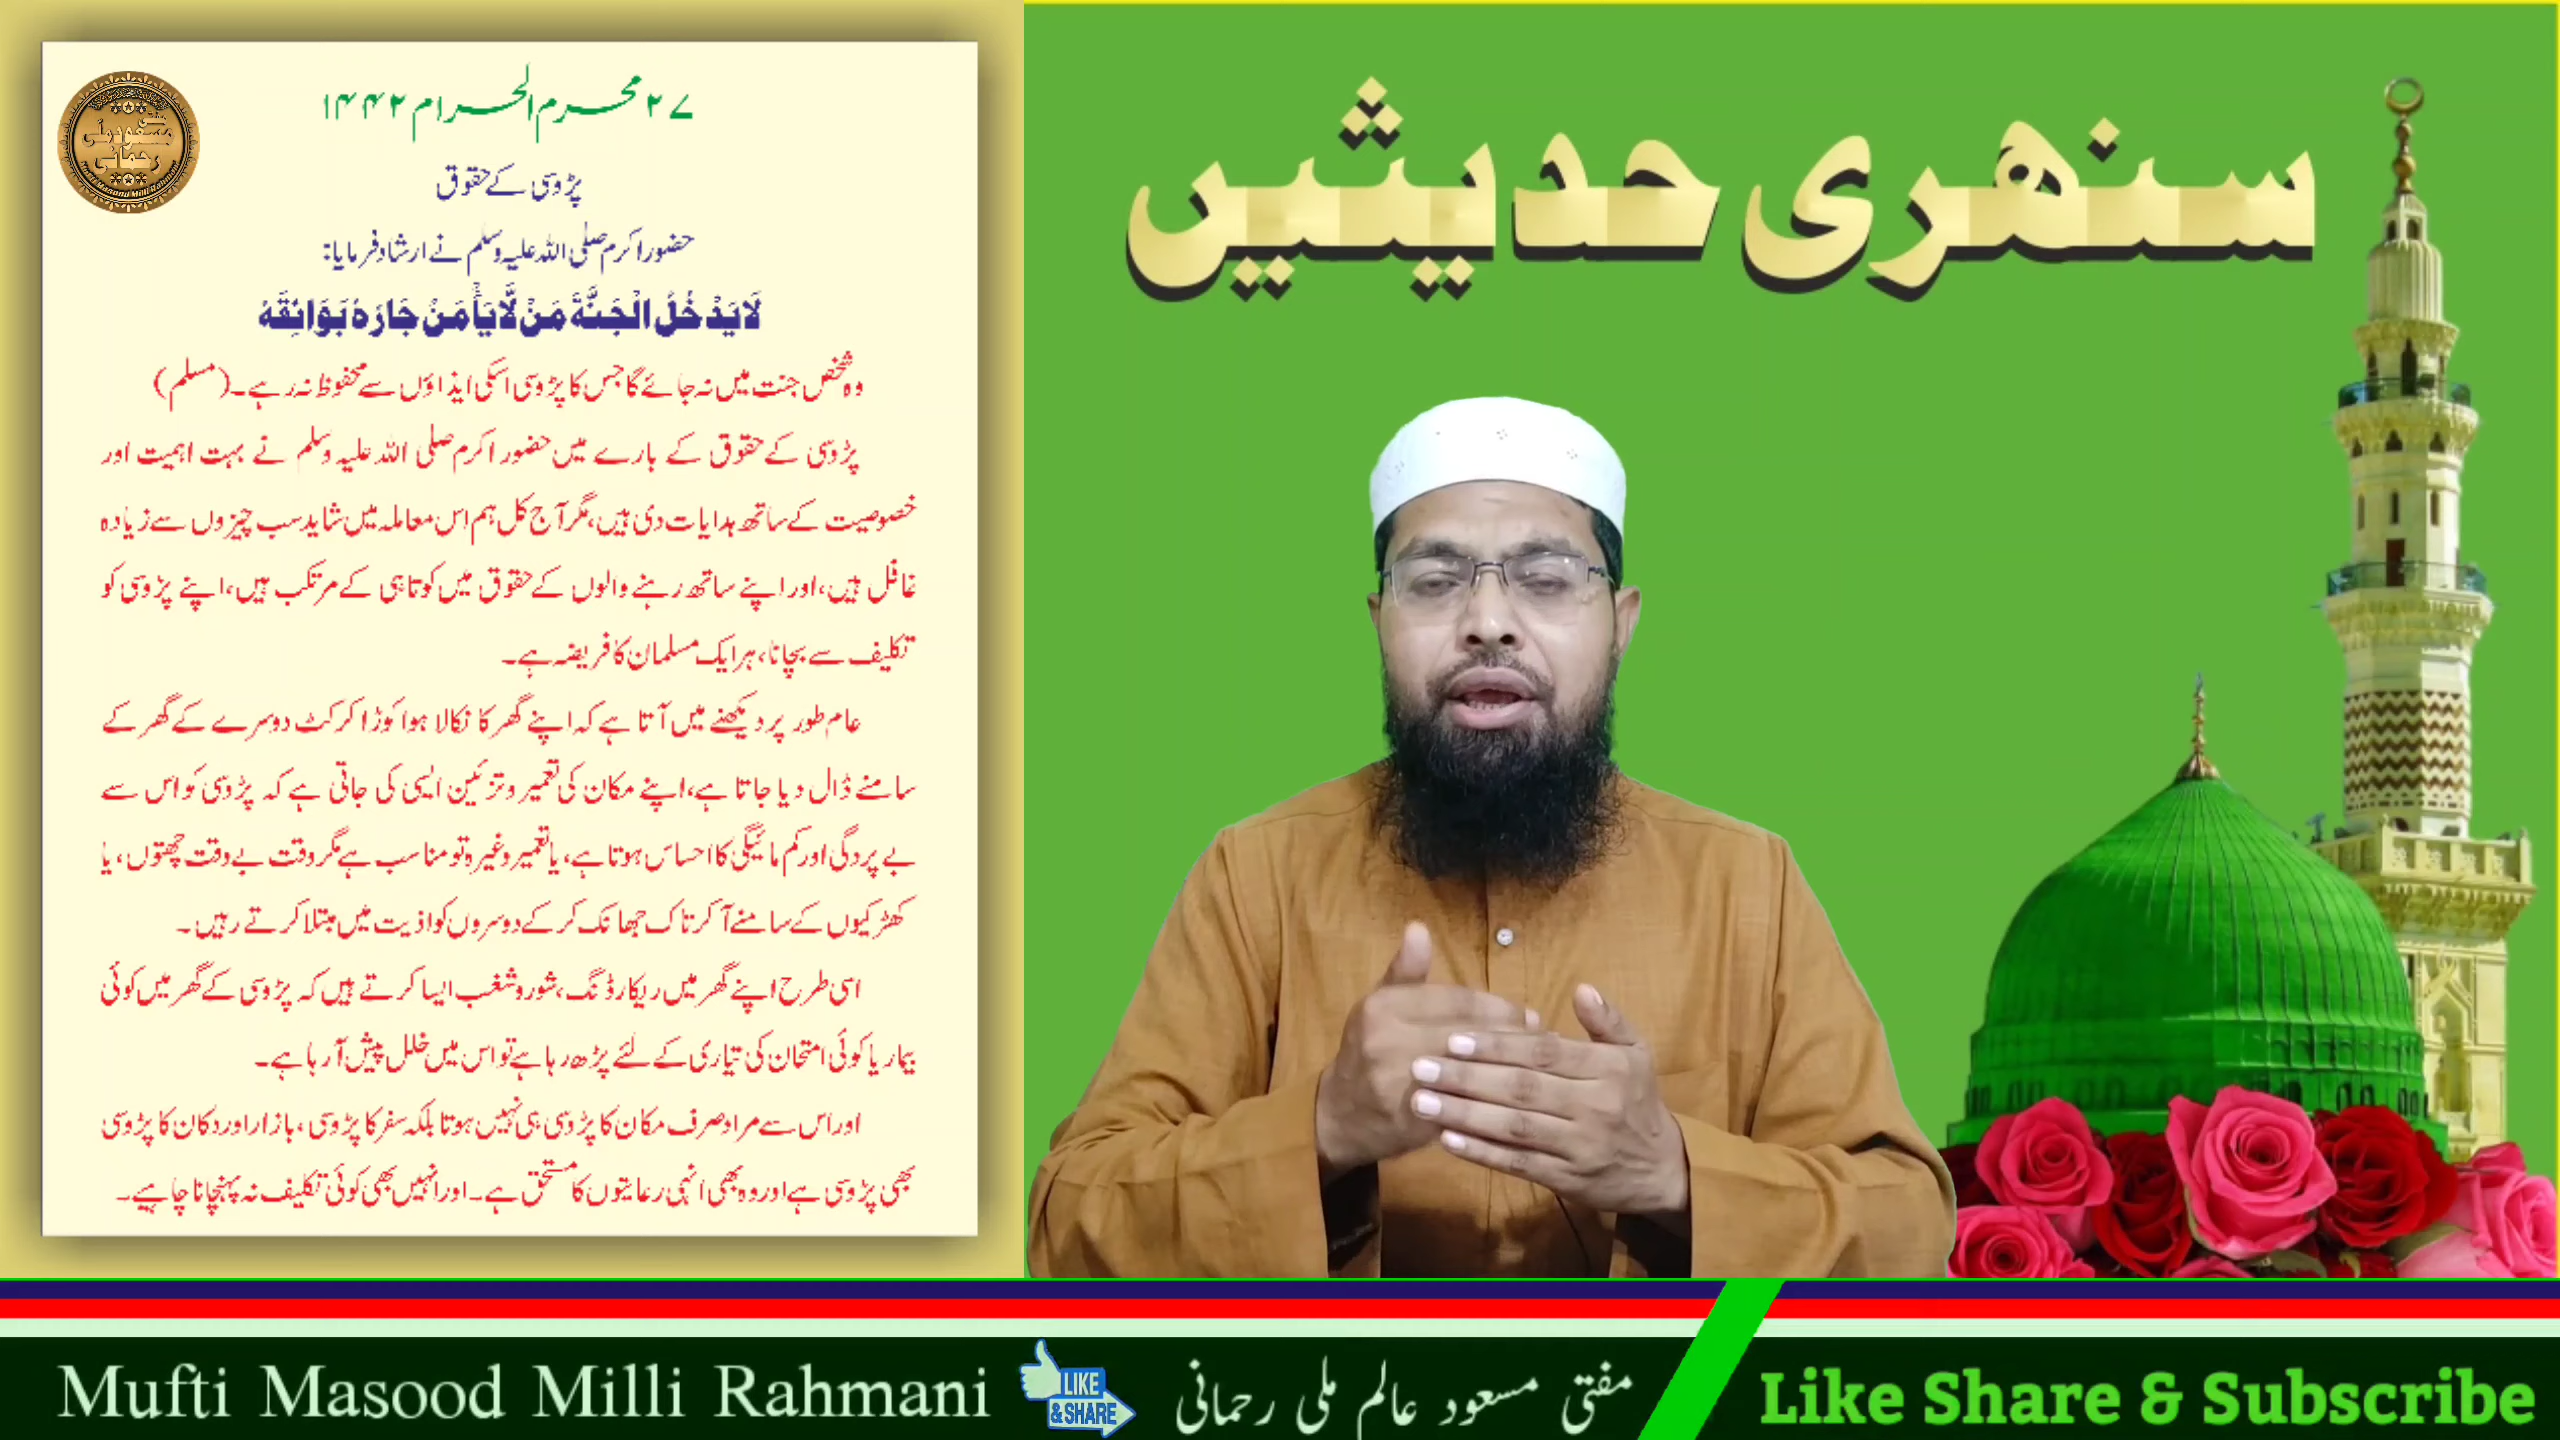 ۲۷ محرم الحرام ۱۴۴۲
پڑوسی کے حقوق
حضور اکرم صلی اللہ علیہ وسلم نے ارشاد فرمایا:
لَا یَدْخُلُ الْجَنَّةَ مَنْ لَّا یَأْمَنُ جَارُہٗ بَوَائِقَهٗ
وہ شخص جنت میں نہ جائے گا جس کا پڑوسی اسکی ایذاؤں سے محفوظ نہ رہے۔ (مسلم)
پڑوسی کے حقوق کے بارے میں حضور اکرم صلی اللہ علیہ وسلم نے بہت اہمیت اور
خصوصیت کے ساتھ ہدایات دی ہیں، مگر آج کل ہم اس معاملہ میں شاید سب چیزوں سے زیادہ
غافل ہیں، اور اپنے ساتھ رہنے والوں کے حقوق میں کوتاہی کے مرتکب ہیں، اپنے پڑوسی کو
تکلیف سے بچانا، ہر ایک مسلمان کا فریضہ ہے۔
عام طور پر دیکھنے میں آتا ہے کہ اپنے گھر کا نکالا ہوا کوڑا کرکٹ دوسرے کے گھر کے
سامنے ڈال دیا جاتا ہے، اپنے مکان کی تعمیر و تزئین ایسی کی جاتی ہے کہ پڑوسی کو اس سے
بے پردگی اور کم مائیگی کا احساس ہوتا ہے، یا تعمیر وغیرہ تو مناسب ہے مگر وقت بے وقت چھتوں، یا
کھڑکیوں کے سامنے آ کر تاک جھانک کر کے دوسروں کو اذیت میں مبتلا کرتے رہیں۔
اسی طرح اپنے گھر میں ریکارڈنگ، شور و شغب ایسا کرتے ہیں کہ پڑوسی کے گھر میں کوئی
بیمار یا کوئی امتحان کی تیاری کے لئے پڑھ رہا ہے تو اس میں خلل پیش آ رہا ہے۔
اور اس سے مراد صرف مکان کا پڑوسی ہی نہیں ہوتا بلکہ سفر کا پڑوسی، بازار اور دکان کا پڑوسی
بھی پڑوسی ہے اور وہ بھی انہی رعایتوں کا مستحق ہے۔ اور انہیں بھی کوئی تکلیف نہ پہنچانا چاہیے۔
مسعود ملی
رحمانی
Mufti Masood Milli Rahmani
سنہری حدیثیں
Mufti Masood Milli Rahmani
LIKE
& SHARE
مفتی مسعود عالم ملی رحمانی
Like Share & Subscribe